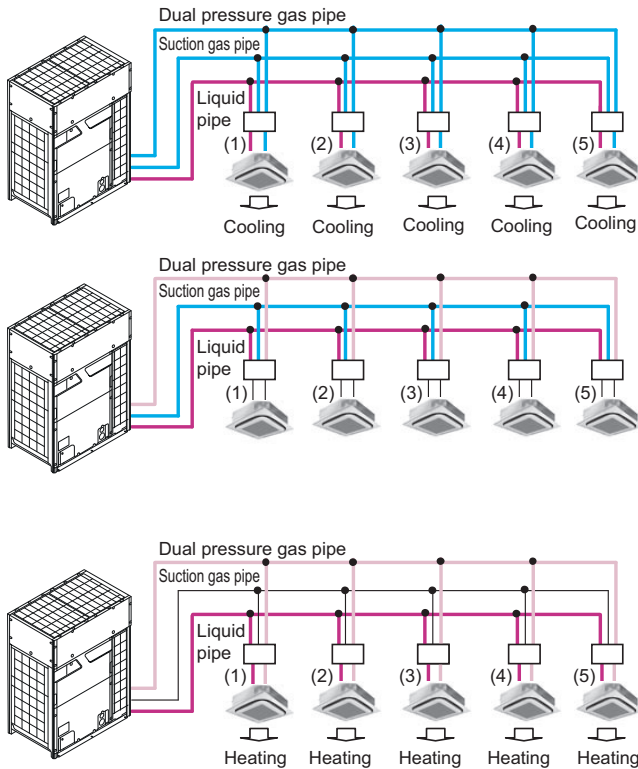 Dual pressure gas pipe
Suction gas pipe
Liquid
pipe
(1) (2) (3) (4) (5)
Cooling Cooling Cooling Cooling Cooling
Dual pressure gas pipe
Suction gas pipe
Liquid
pipe
(1) (2) (3) (4) (5)
Dual pressure gas pipe
Suction gas pipe
Liquid
pipe
(1) (2) (3) (4) (5)
Heating Heating Heating Heating Heating